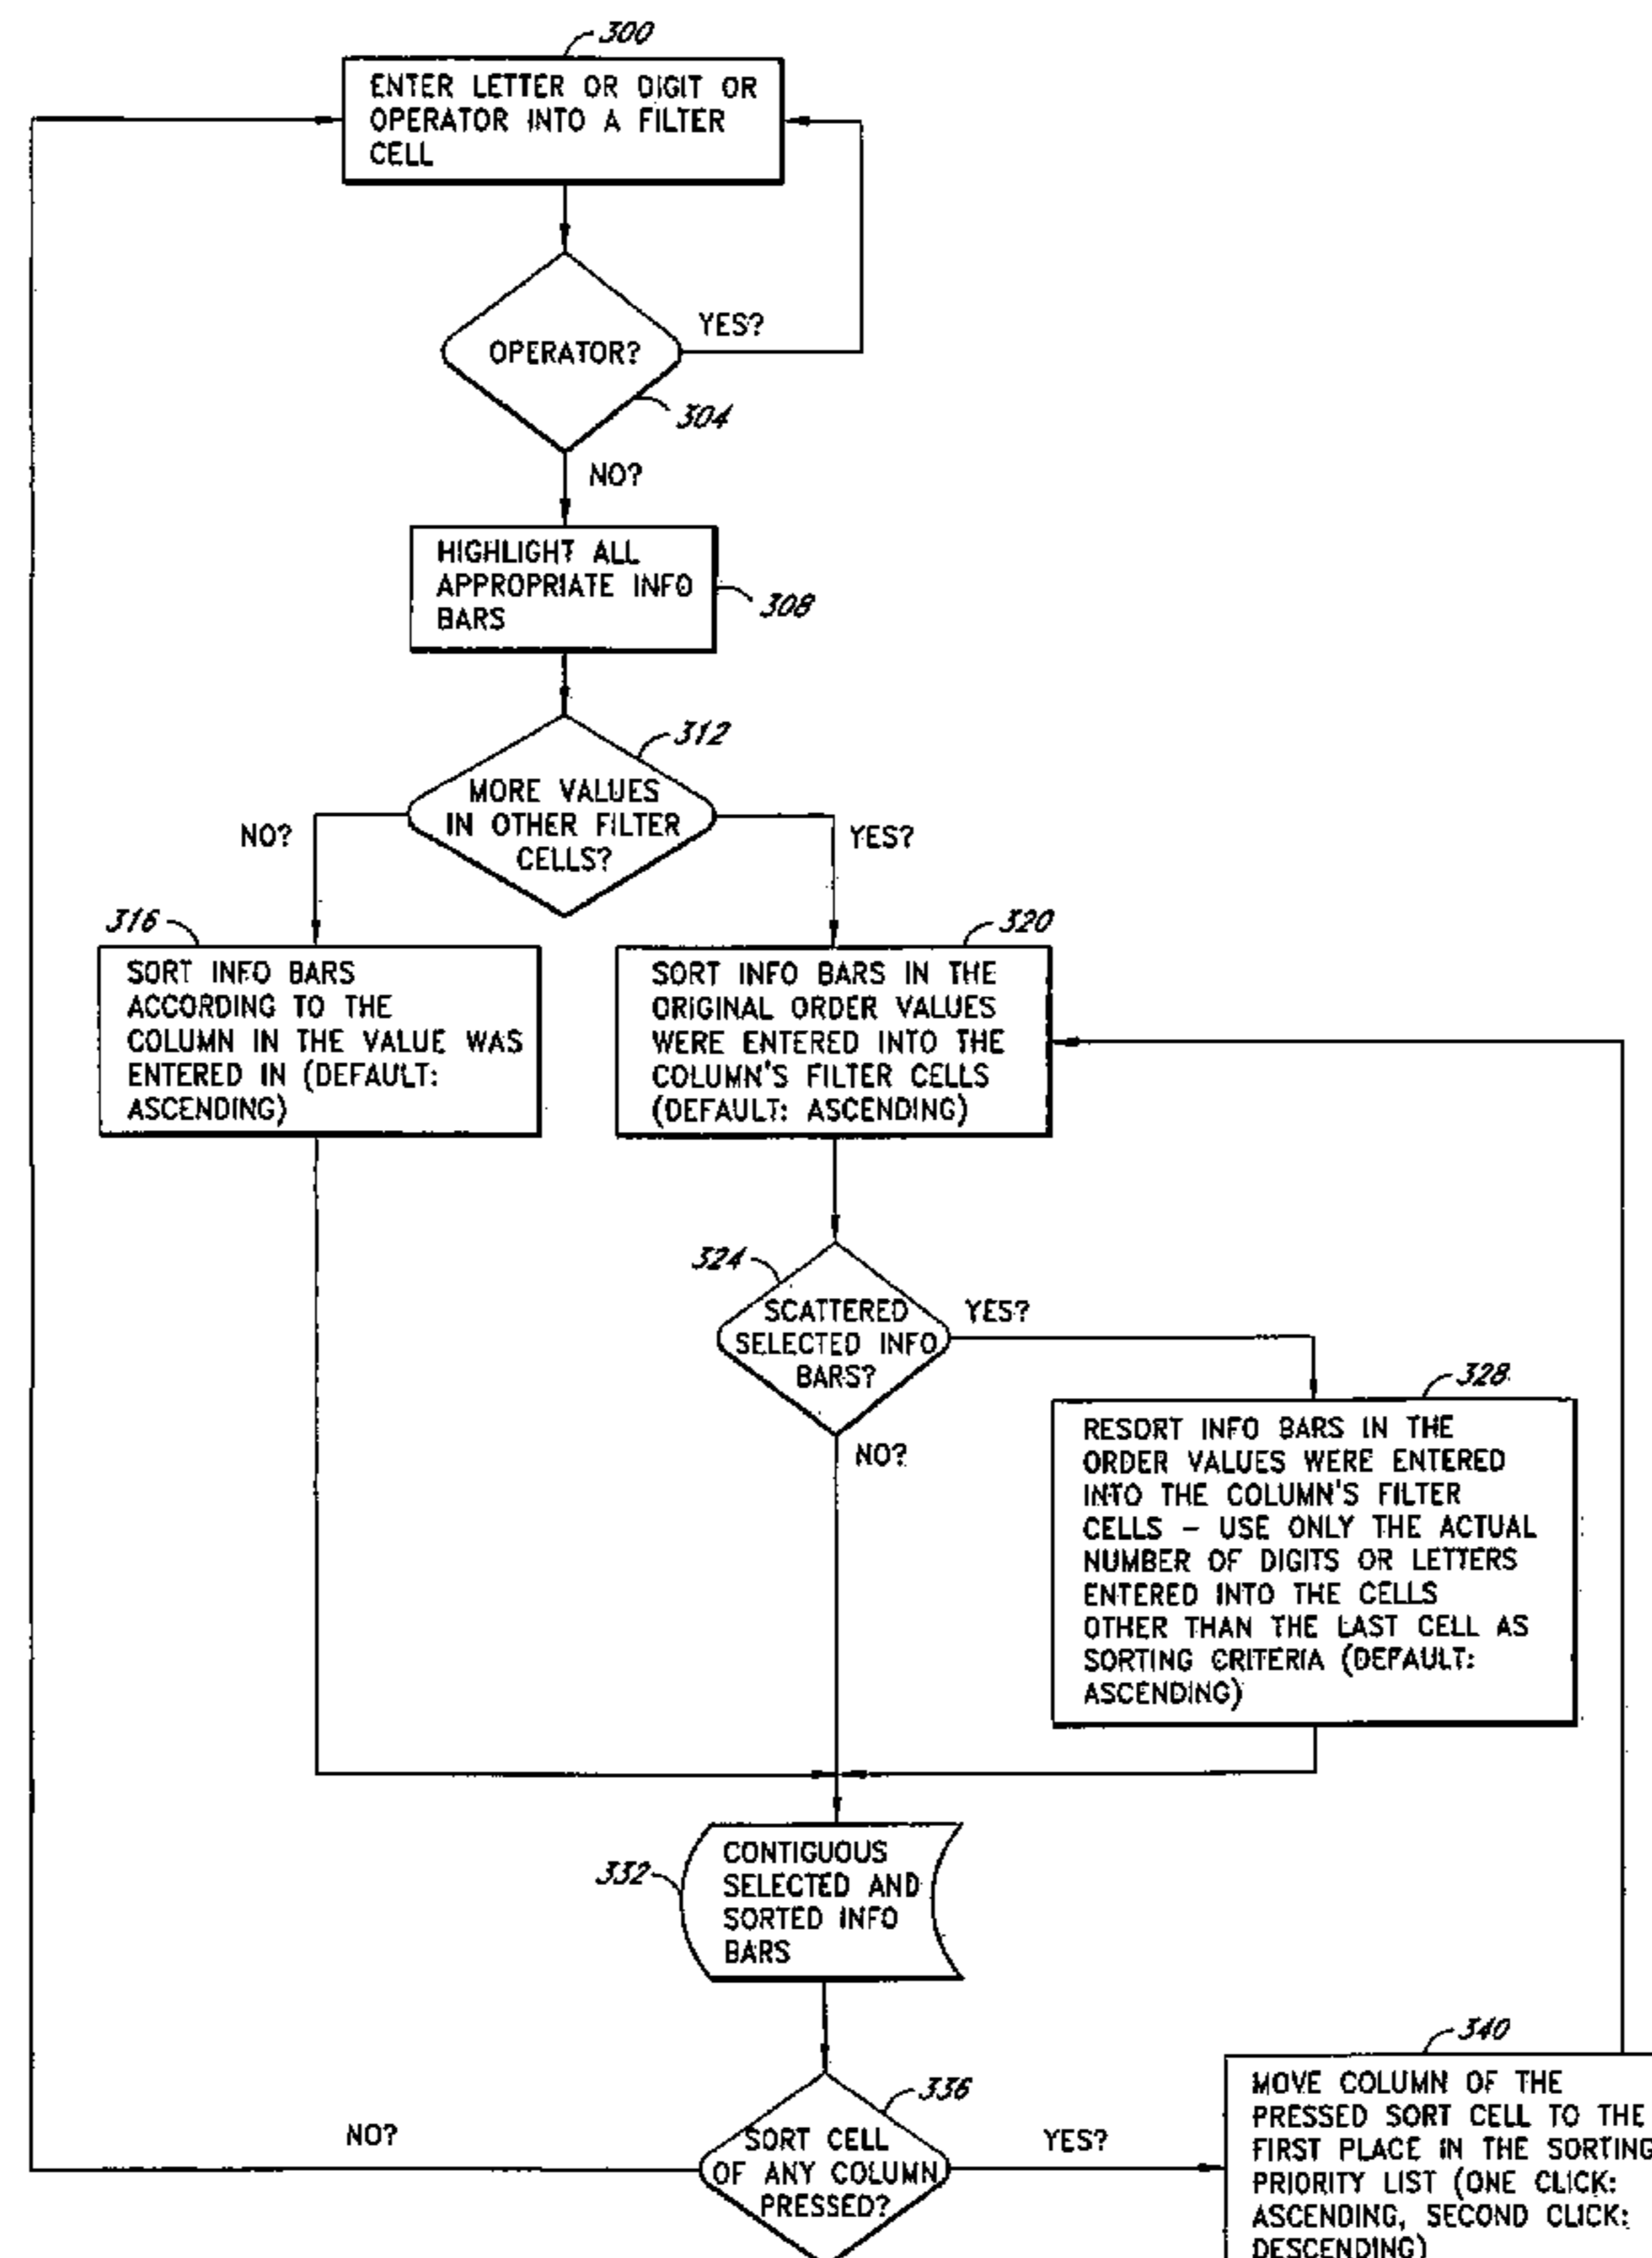 300
ENTER LETTER OR DIGIT OR
OPERATOR INTO A FILTER
CELL
YES?
OPERATOR?
304
NO?
HIGHLIGHT ALL
APPROPRIATE INFO
BARS
308
312
MORE VALUES
IN OTHER FILTER
CELLS?
NO?
YES?
316
SORT INFO BARS
ACCORDING TO THE
COLUMN IN THE VALUE WAS
ENTERED IN (DEFAULT:
ASCENDING)
320
SORT INFO BARS IN THE
ORIGINAL ORDER VALUES
WERE ENTERED INTO THE
COLUMN'S FILTER CELLS
(DEFAULT: ASCENDING)
324
SCATTERED
SELECTED INFO
BARS?
YES?
NO?
328
RESORT INFO BARS IN THE
ORDER VALUES WERE ENTERED
INTO THE COLUMN'S FILTER
CELLS – USE ONLY THE ACTUAL
NUMBER OF DIGITS OR LETTERS
ENTERED INTO THE CELLS
OTHER THAN THE LAST CELL AS
SORTING CRITERIA (DEFAULT:
ASCENDING)
332
CONTIGUOUS
SELECTED AND
SORTED INFO
BARS
336
SORT CELL
OF ANY COLUMN
PRESSED?
NO?
YES?
340
MOVE COLUMN OF THE
PRESSED SORT CELL TO THE
FIRST PLACE IN THE SORTING
PRIORITY LIST (ONE CLICK:
ASCENDING, SECOND CLICK:
DESCENDING)